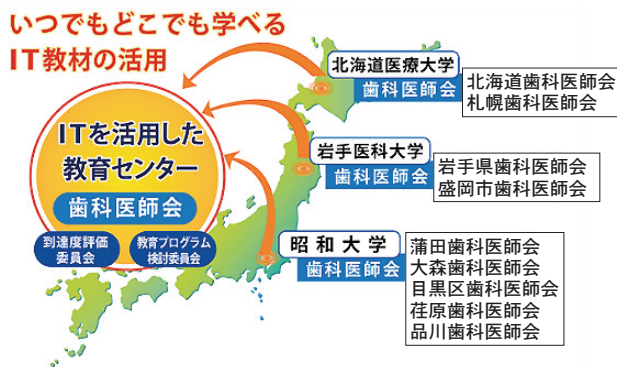 いつでもどこでも学べる
IT教材の活用
ITを活用した
教育センター
歯科医師会
到達度評価
委員会
教育プログラム
検討委員会
北海道医療大学
歯科医師会
北海道歯科医師会
札幌歯科医師会
岩手医科大学
歯科医師会
岩手県歯科医師会
盛岡市歯科医師会
昭和大学
歯科医師会
蒲田歯科医師会
大森歯科医師会
目黒区歯科医師会
荏原歯科医師会
品川歯科医師会